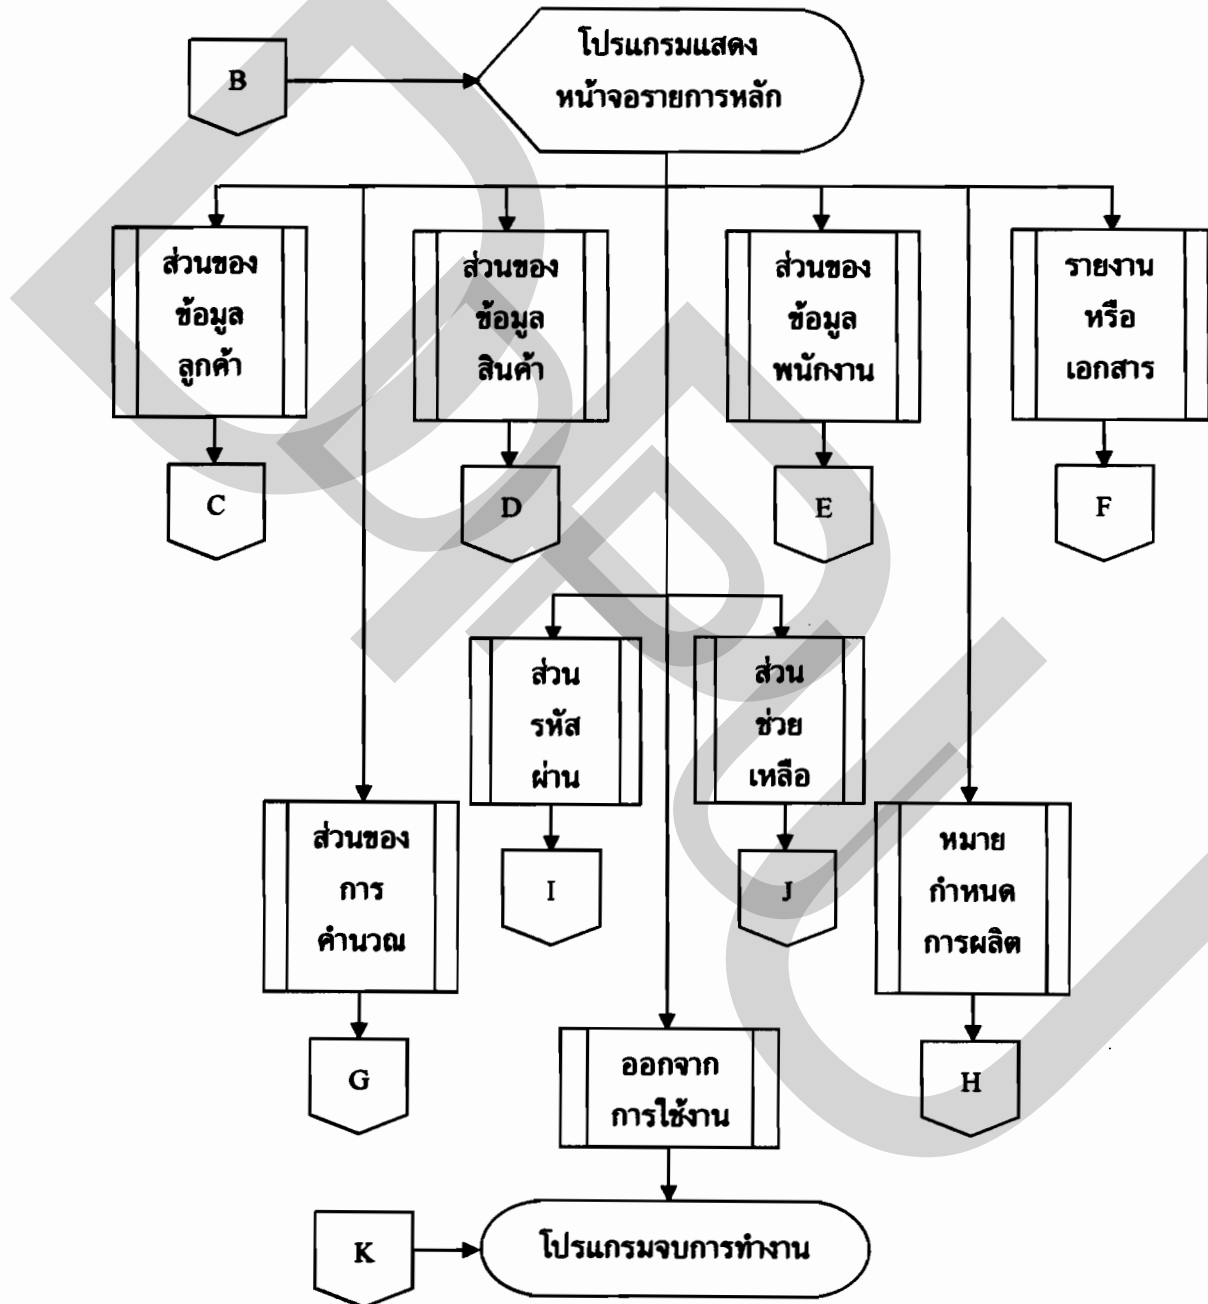 B
โปรแกรมแสดง
หน้าจอรายการหลัก
ส่วนของ
ข้อมูล
ลูกค้า
ส่วนของ
ข้อมูล
สินค้า
ส่วนของ
ข้อมูล
พนักงาน
รายงาน
หรือ
เอกสาร
C
D
E
F
ส่วน
รหัส
ผ่าน
ส่วน
ช่วย
เหลือ
ส่วนของ
การ
คำนวณ
I
J
หมาย
กำหนด
การผลิต
G
ออกจาก
การใช้งาน
H
K
โปรแกรมจบการทำงาน
DPU